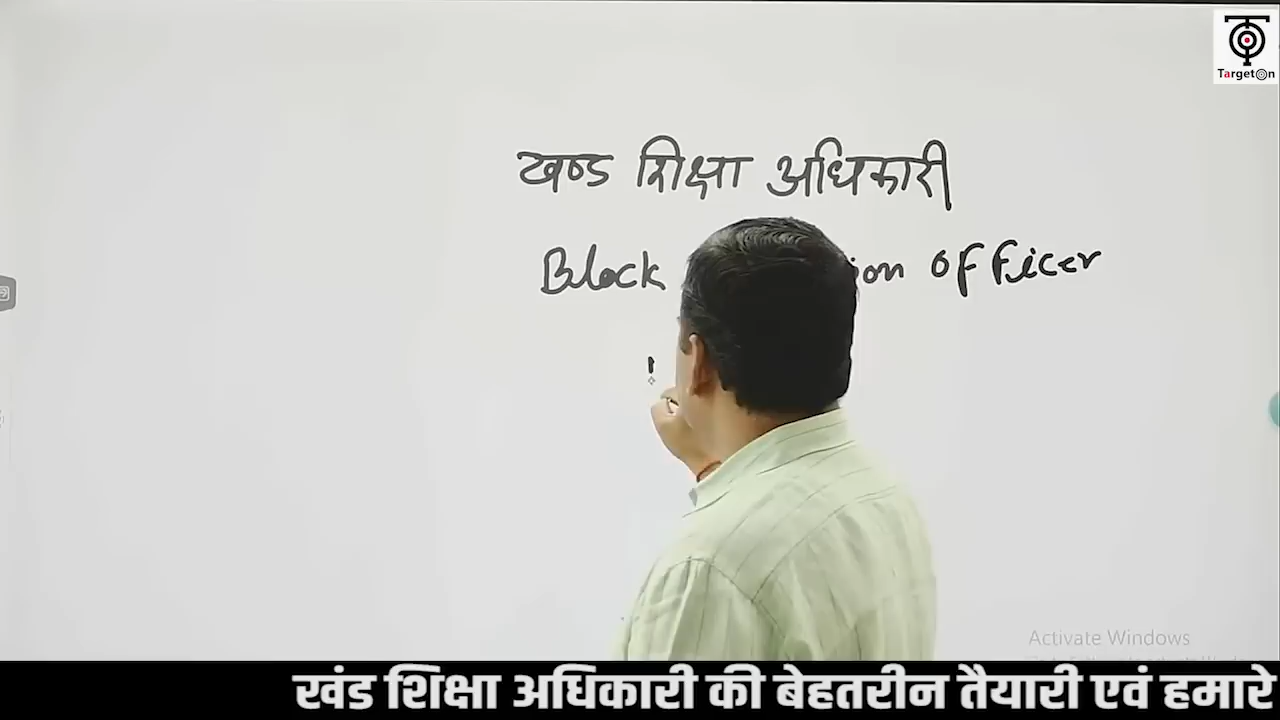 TargetOn
खण्ड शिक्षा अधिकारी
Block ion Officer
Activate Windows
खंड शिक्षा अधिकारी की बेहतरीन तैयारी एवं हमारे